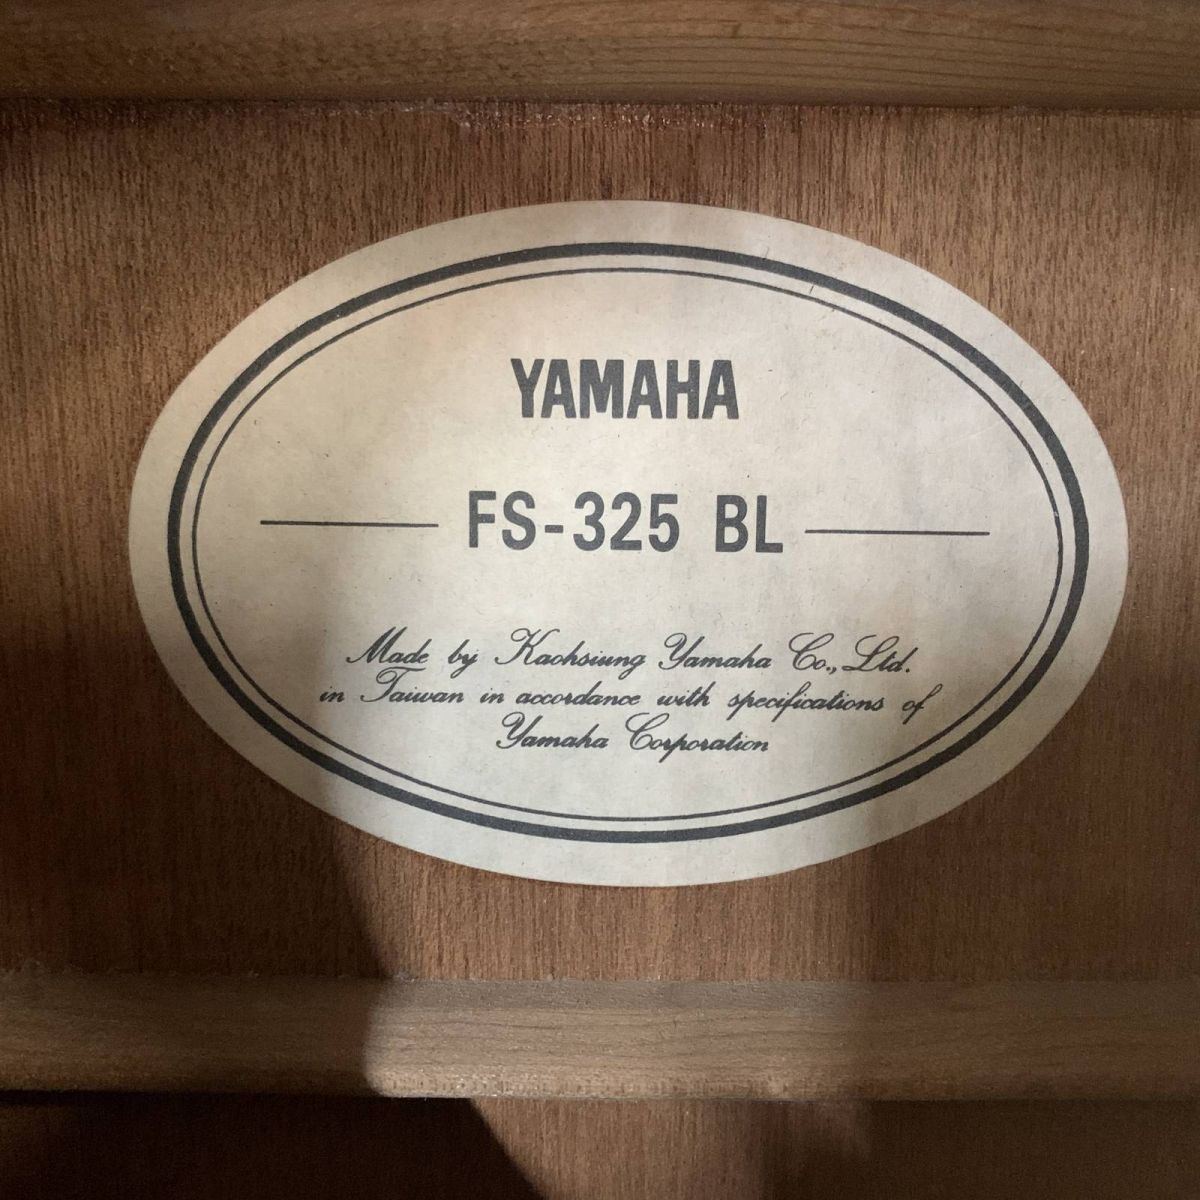 YAMAHA
FS-325 BL
Made by Kaohsiung Yamaha Co., Ltd.
in Taiwan in accordance with specifications of
Yamaha Corporation